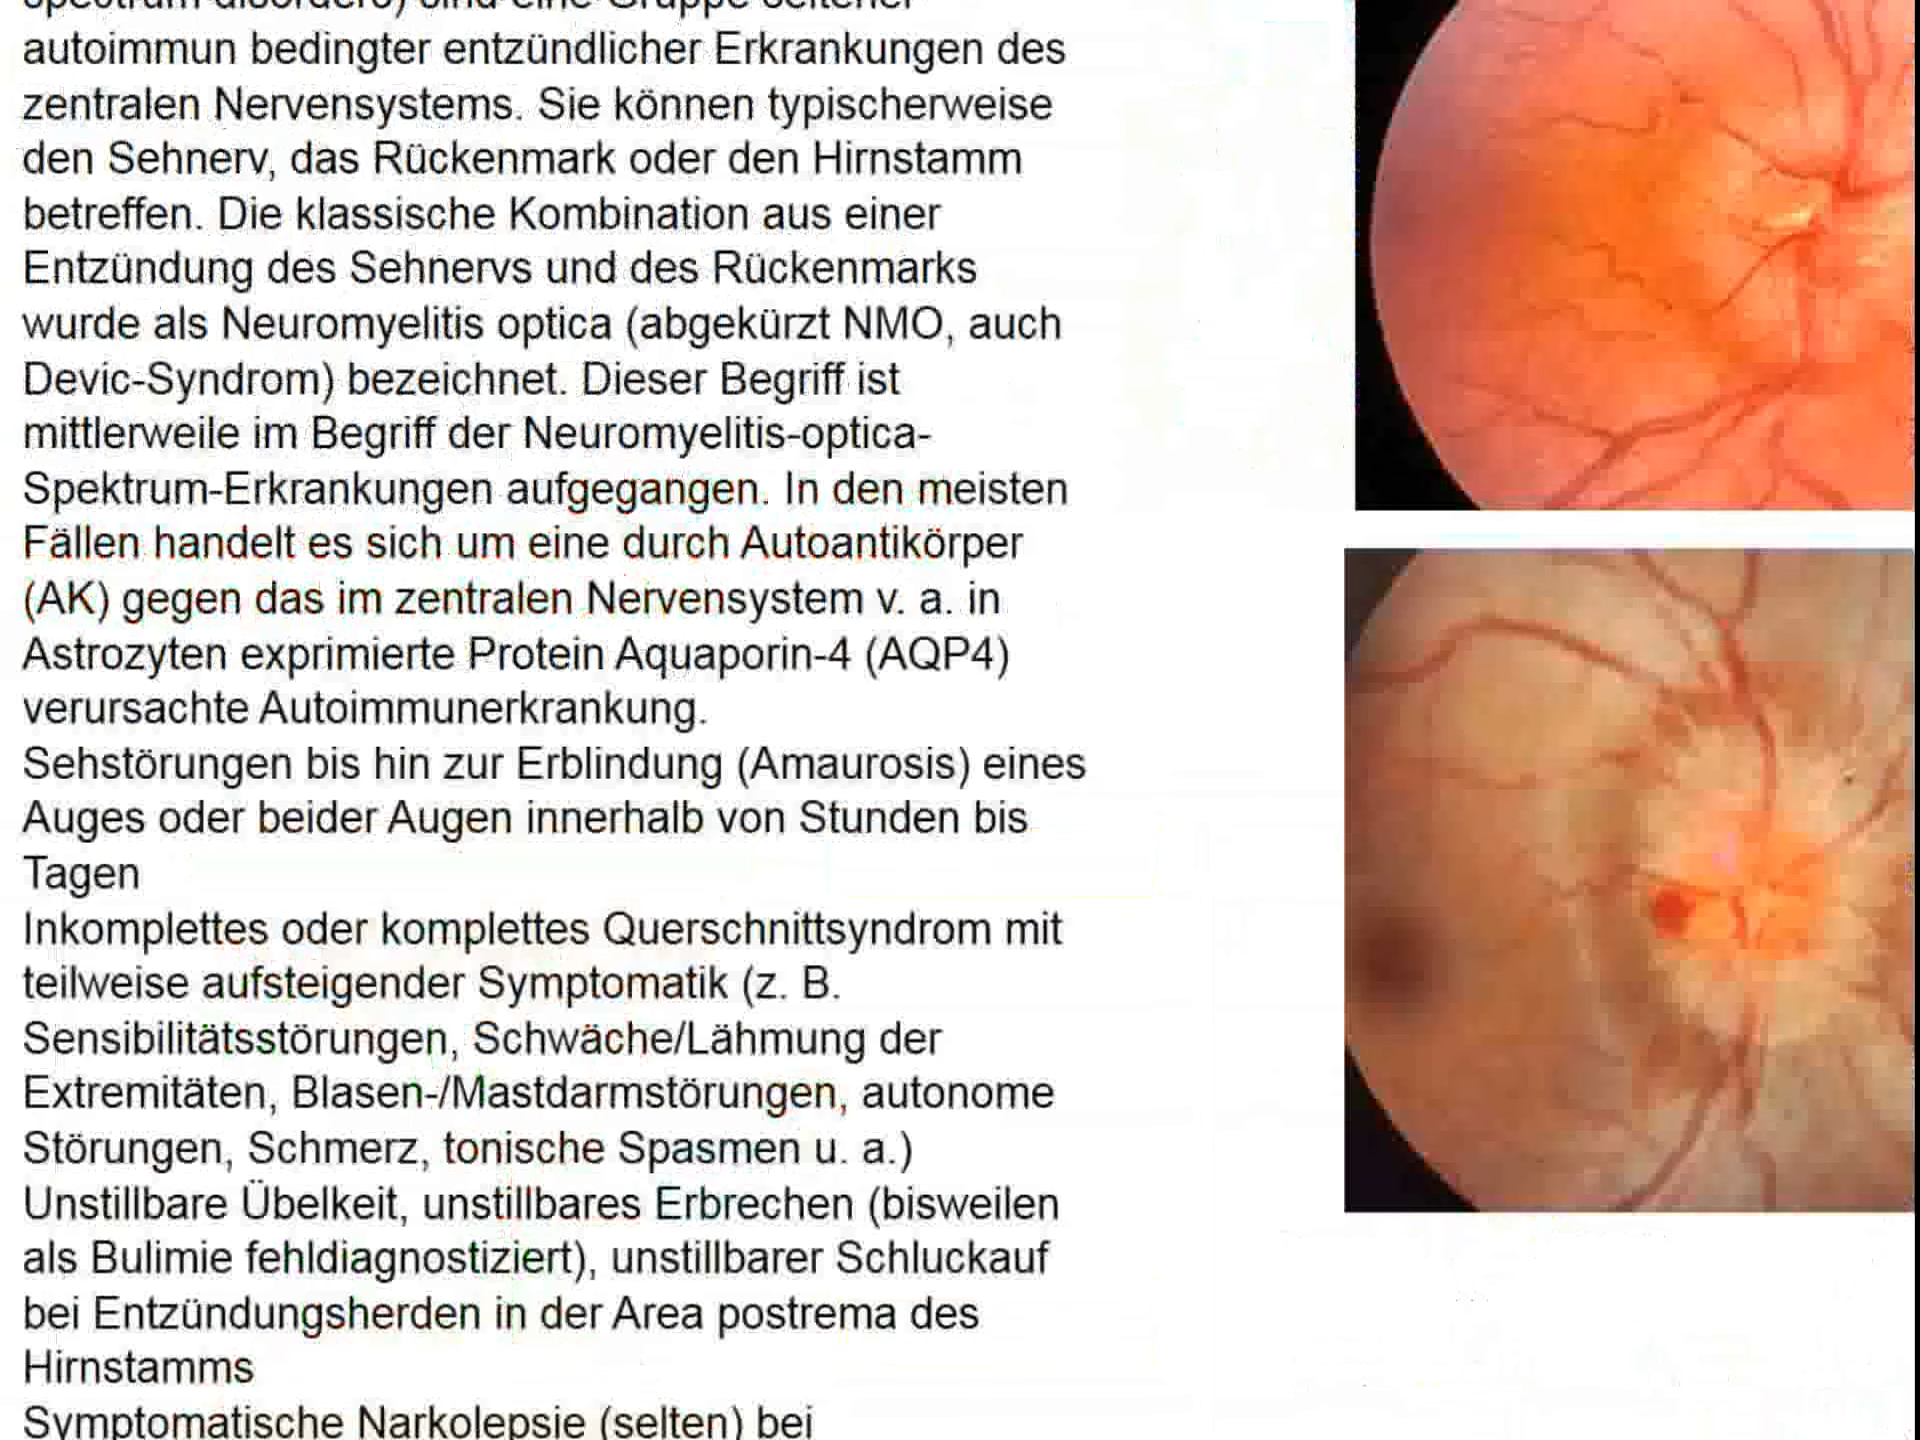 spectrum disorders) sind eine Gruppe seltener
autoimmun bedingter entzündlicher Erkrankungen des
zentralen Nervensystems. Sie können typischerweise
den Sehnerv, das Rückenmark oder den Hirnstamm
betreffen. Die klassische Kombination aus einer
Entzündung des Sehnervs und des Rückenmarks
wurde als Neuromyelitis optica (abgekürzt NMO, auch
Devic-Syndrom) bezeichnet. Dieser Begriff ist
mittlerweile im Begriff der Neuromyelitis-optica-
Spektrum-Erkrankungen aufgegangen. In den meisten
Fällen handelt es sich um eine durch Autoantikörper
(AK) gegen das im zentralen Nervensystem v. a. in
Astrozyten exprimierte Protein Aquaporin-4 (AQP4)
verursachte Autoimmunerkrankung.
Sehstörungen bis hin zur Erblindung (Amaurosis) eines
Auges oder beider Augen innerhalb von Stunden bis
Tagen
Inkomplettes oder komplettes Querschnittsyndrom mit
teilweise aufsteigender Symptomatik (z. B.
Sensibilitätsstörungen, Schwäche/Lähmung der
Extremitäten, Blasen-/Mastdarmstörungen, autonome
Störungen, Schmerz, tonische Spasmen u. a.)
Unstillbare Übelkeit, unstillbares Erbrechen (bisweilen
als Bulimie fehldiagnostiziert), unstillbarer Schluckauf
bei Entzündungsherden in der Area postrema des
Hirnstamms
Symptomatische Narkolepsie (selten) bei